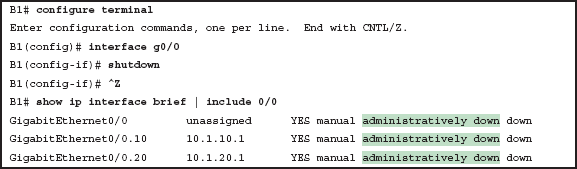 B1# configure terminal
Enter configuration commands, one per line.  End with CNTL/Z.
B1(config)# interface g0/0
B1(config-if)# shutdown
B1(config-if)# ^Z
B1# show ip interface brief | include 0/0
GigabitEthernet0/0         unassigned      YES manual administratively down down
GigabitEthernet0/0.10      10.1.10.1       YES manual administratively down down
GigabitEthernet0/0.20      10.1.20.1       YES manual administratively down down